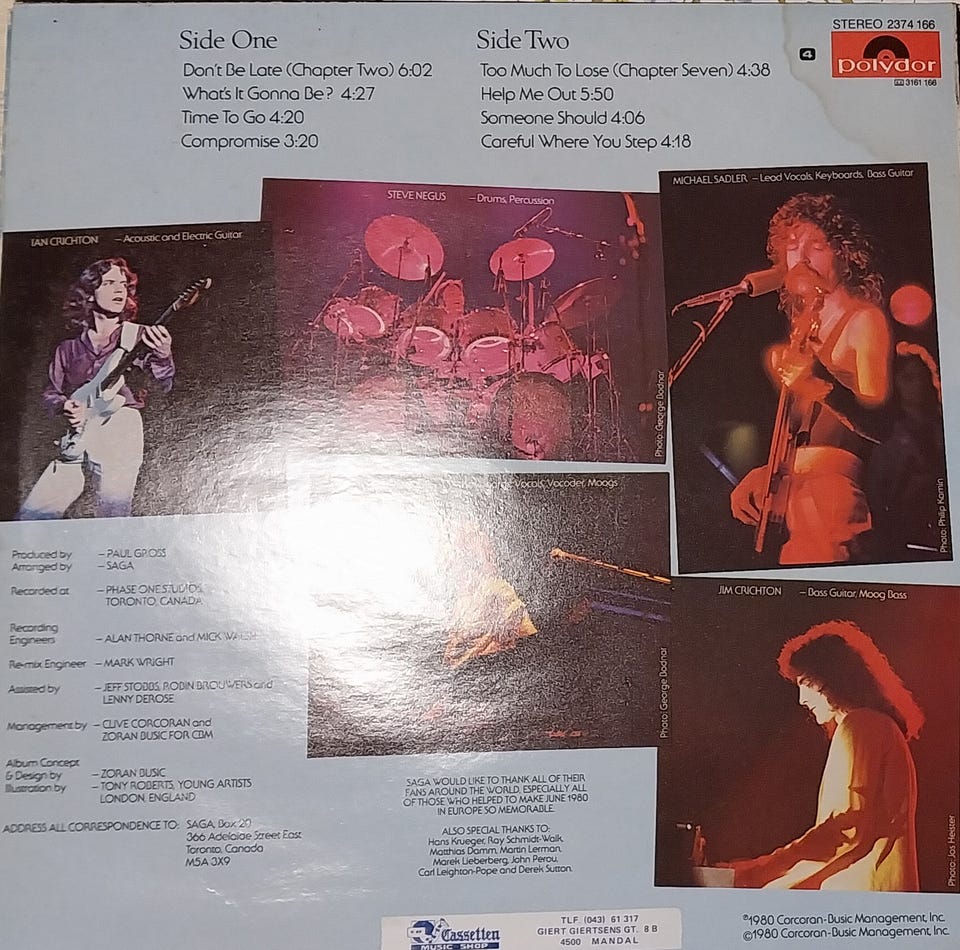 STEREO 2374 166
4
polydor
3161 166
Side One
Don't Be Late (Chapter Two) 6:02
What's It Gonna Be? 4:27
Time To Go 4:20
Compromise 3:20
Side Two
Too Much To Lose (Chapter Seven) 4:38
Help Me Out 5:50
Someone Should 4:06
Careful Where You Step 4:18
IAN CRICHTON – Acoustic and Electric Guitar
STEVE NEGUS – Drums, Percussion
Photo: George Bodnar
MICHAEL SADLER – Lead Vocals, Keyboards, Bass Guitar
Photo: Philip Kamin
Vocals, Vocoder, Moogs
Photo: George Bodnar
JIM CRICHTON – Bass Guitar, Moog Bass
Photo: Jos Heister
Produced by – PAUL GROSS
Arranged by – SAGA
Recorded at – PHASE ONE STUDIOS
TORONTO, CANADA
Recording
Engineers – ALAN THORNE and MICK WALSH
Re-mix Engineer – MARK WRIGHT
Assisted by – JEFF STOBBS, ROBIN BROUWERS and
LENNY DEROSE
Management by – CLIVE CORCORAN and
ZORAN BUSIC FOR CBM
Album Concept
& Design by – ZORAN BUSIC
Illustration by – TONY ROBERTS, YOUNG ARTISTS
LONDON, ENGLAND
ADDRESS ALL CORRESPONDENCE TO: SAGA, Box 20
366 Adelaide Street East
Toronto, Canada
M5A 3X9
SAGA WOULD LIKE TO THANK ALL OF THEIR
FANS AROUND THE WORLD, ESPECIALLY ALL
OF THOSE WHO HELPED TO MAKE JUNE 1980
IN EUROPE SO MEMORABLE.
ALSO SPECIAL THANKS TO:
Hans Krueger, Ray Schmidt-Walk,
Matthias Damm, Martin Lerman,
Marek Lieberberg, John Perou,
Carl Leighton-Pope and Derek Sutton.
Cassetten
MUSIC SHOP
TLF. (043) 61 317
GIERT GIERTSENS GT. 8 B
4500 MANDAL
℗1980 Corcoran-Busic Management, Inc.
©1980 Corcoran-Busic Management, Inc.